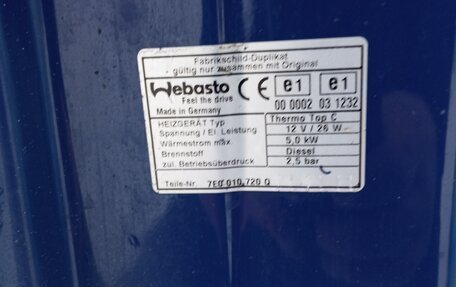 Fabrikschild-Duplikat
gültig nur zusammen mit Original
Webasto CE e1 e1
Feel the drive 00 0002 03 1232
Made in Germany
HEIZGERÄT Typ Thermo Top C
Spannung / El. Leistung 12 V / 26 W
Wärmestrom max. 5,0 kW
Brennstoff Diesel
zul. Betriebsüberdruck 2,5 bar
Teile-Nr. 7E0 010 720 Q